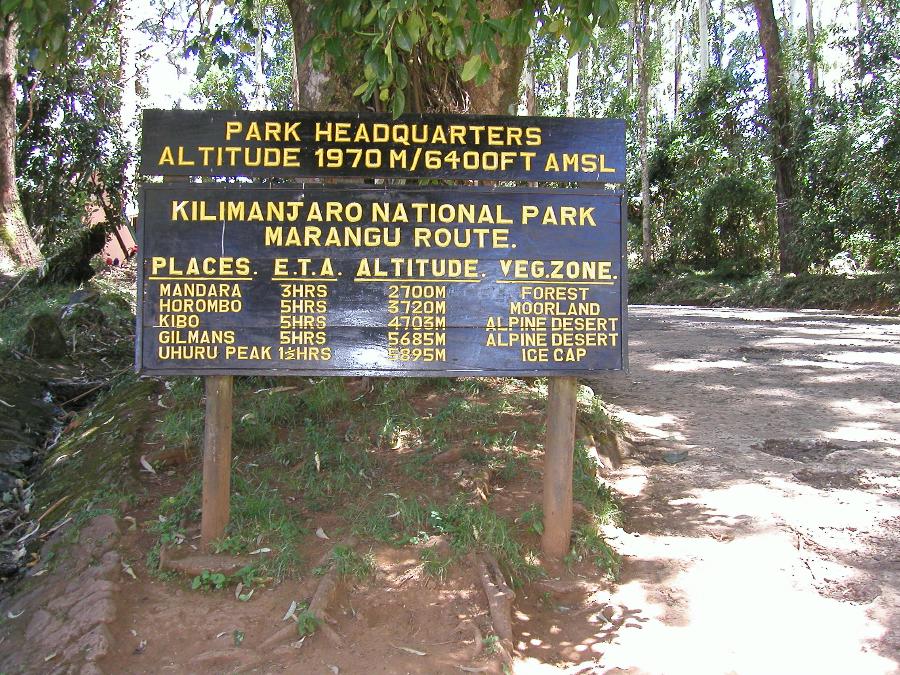 PARK HEADQUARTERS
ALTITUDE 1970 M/6400FT AMSL
KILIMANJARO NATIONAL PARK
MARANGU ROUTE.
PLACES. E.T.A. ALTITUDE. VEG.ZONE.
MANDARA 3HRS 2700M FOREST
HOROMBO 5HRS 3720M MOORLAND
KIBO 5HRS 4703M ALPINE DESERT
GILMANS 5HRS 5685M ALPINE DESERT
UHURU PEAK 1½HRS 5895M ICE CAP